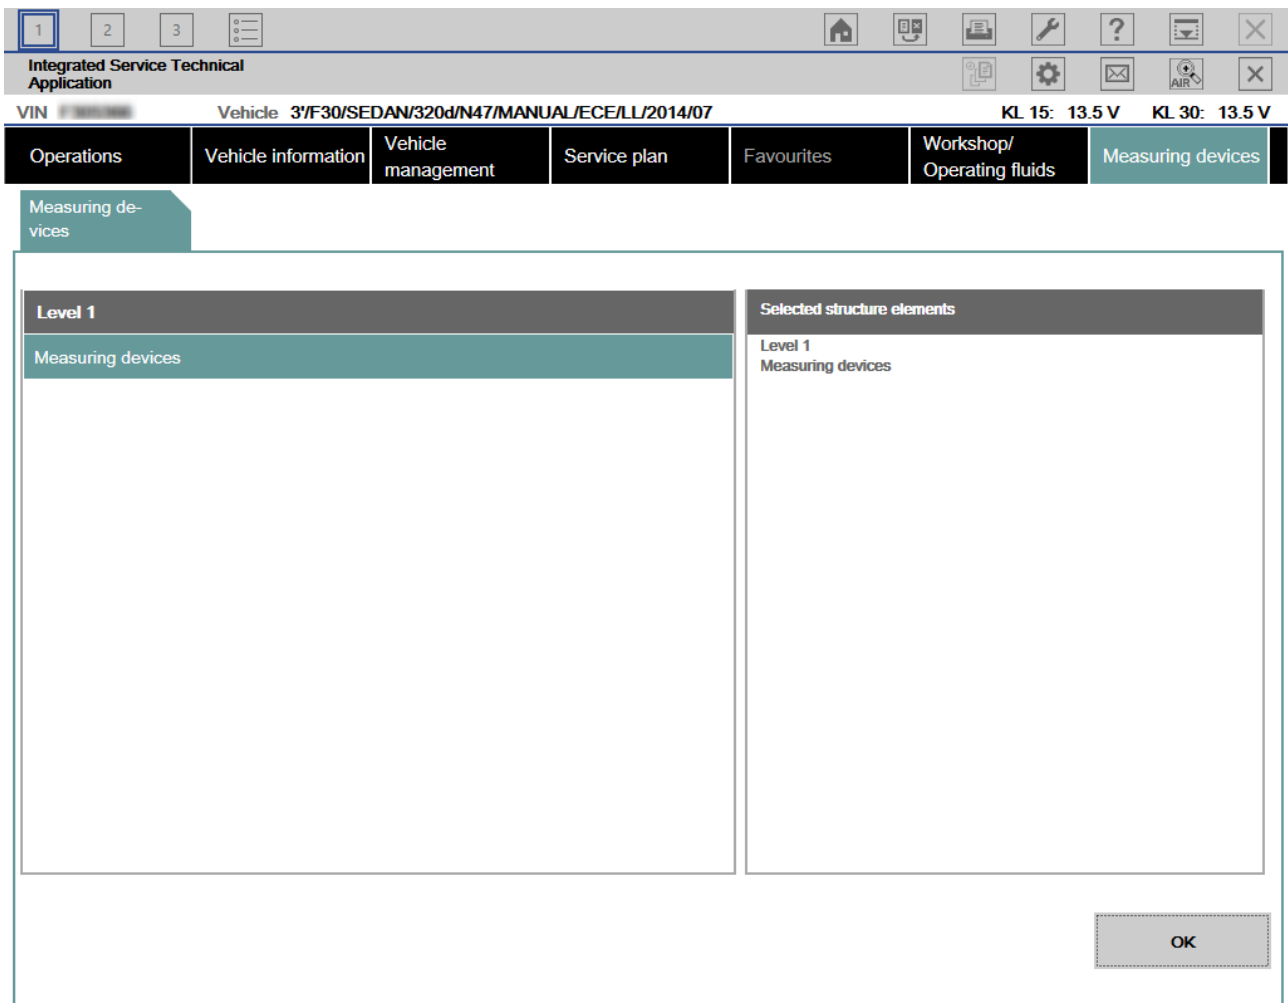 1 2 3
?
Integrated Service Technical
Application
AIR
VIN
Vehicle 3'/F30/SEDAN/320d/N47/MANUAL/ECE/LL/2014/07
KL 15: 13.5 V KL 30: 13.5 V
Operations
Vehicle information
Vehicle
management
Service plan
Favourites
Workshop/
Operating fluids
Measuring devices
Measuring de-
vices
Level 1
Measuring devices
Selected structure elements
Level 1
Measuring devices
OK